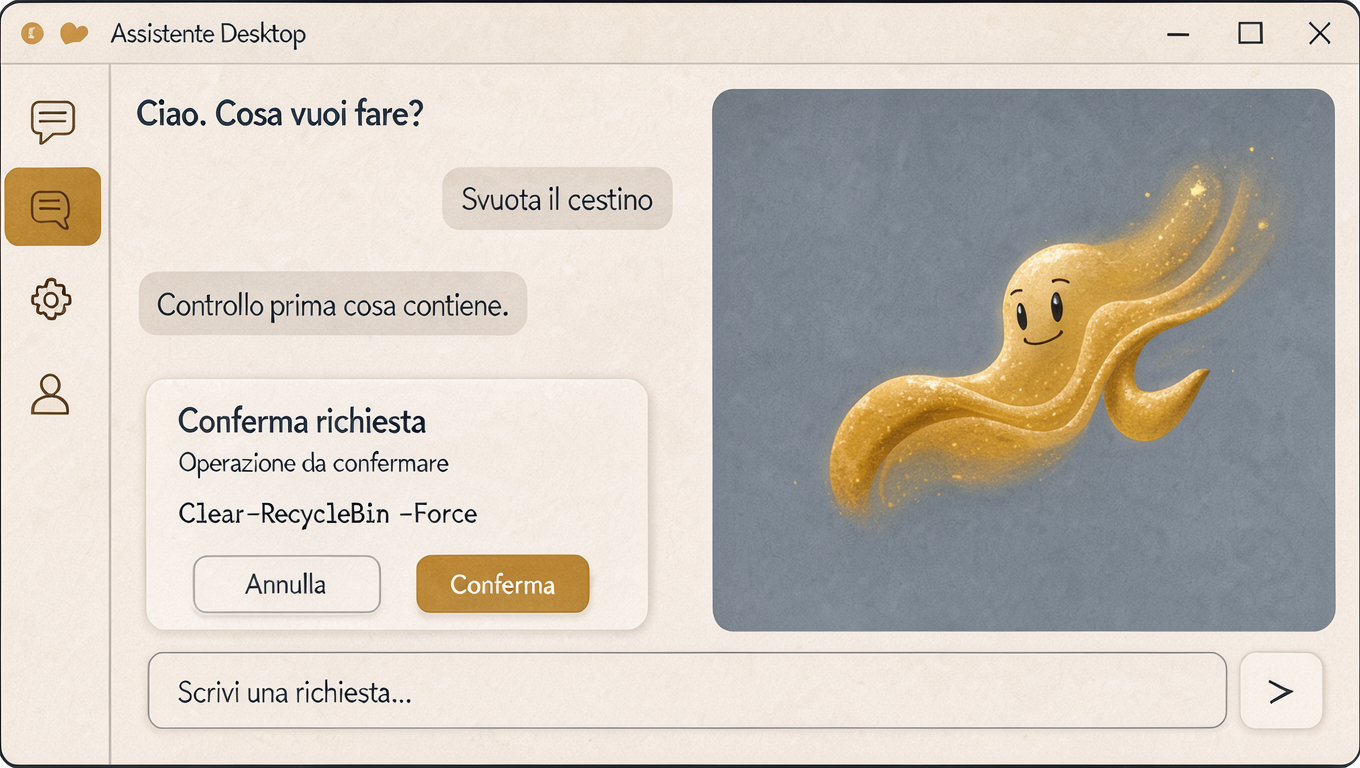 Assistente Desktop
Ciao. Cosa vuoi fare?
Svuota il cestino
Controllo prima cosa contiene.
Conferma richiesta
Operazione da confermare
Clear-RecycleBin -Force
Annulla
Conferma
Scrivi una richiesta...